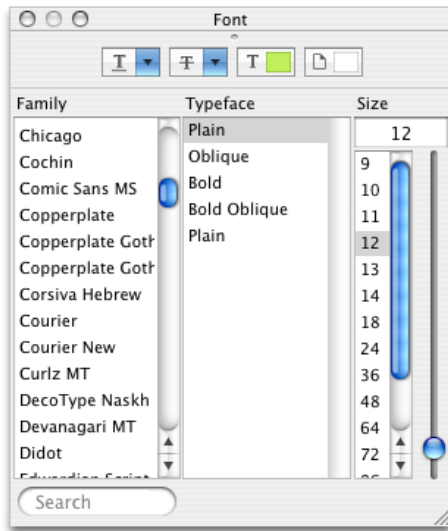 Font
T T T
Family Typeface Size
Chicago
Cochin
Comic Sans MS
Copperplate
Copperplate Goth
Copperplate Goth
Corsiva Hebrew
Courier
Courier New
Curlz MT
DecoType Naskh
Devanagari MT
Didot
Plain
Oblique
Bold
Bold Oblique
Plain
12
9
10
11
12
13
14
18
24
36
48
64
72
Search